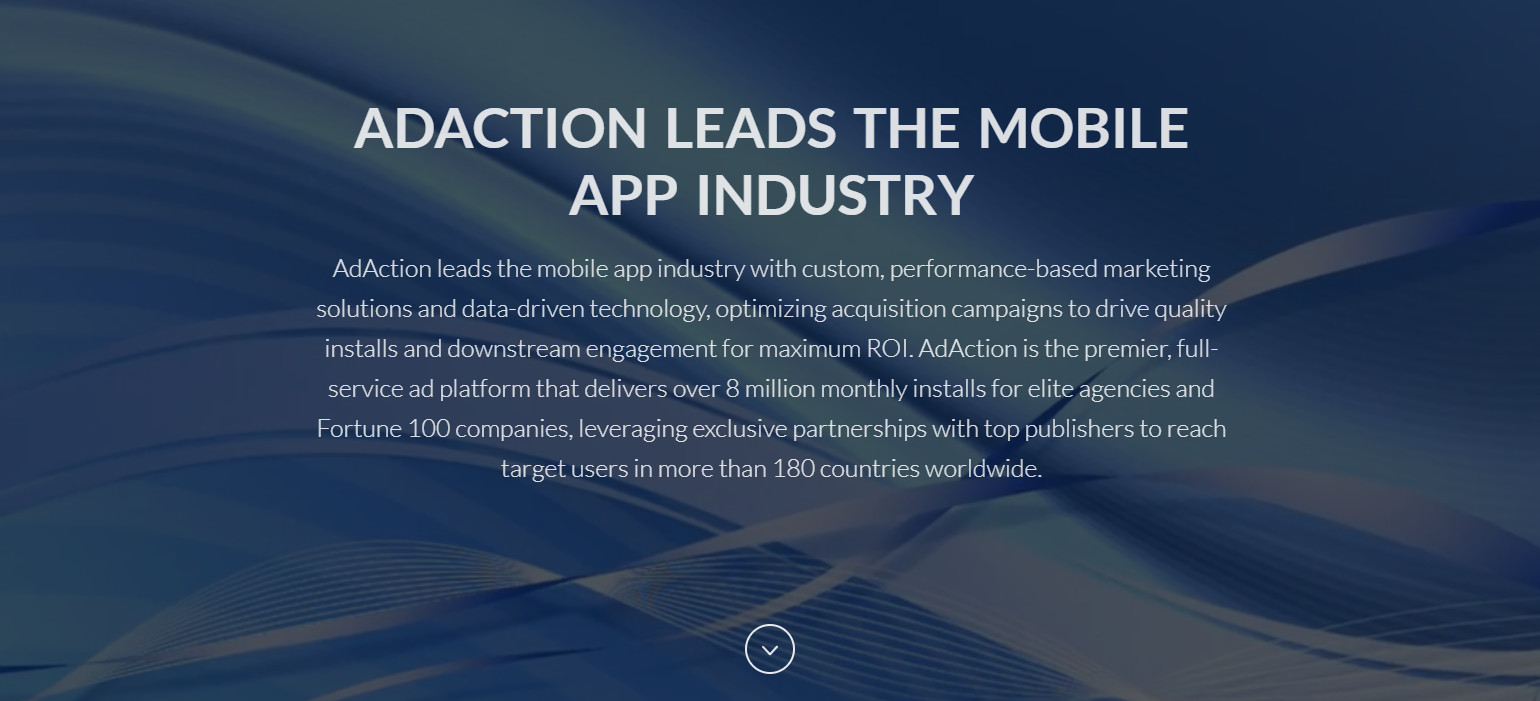 ADACTION LEADS THE MOBILE
APP INDUSTRY
AdAction leads the mobile app industry with custom, performance-based marketing
solutions and data-driven technology, optimizing acquisition campaigns to drive quality
installs and downstream engagement for maximum ROI. AdAction is the premier, full-
service ad platform that delivers over 8 million monthly installs for elite agencies and
Fortune 100 companies, leveraging exclusive partnerships with top publishers to reach
target users in more than 180 countries worldwide.